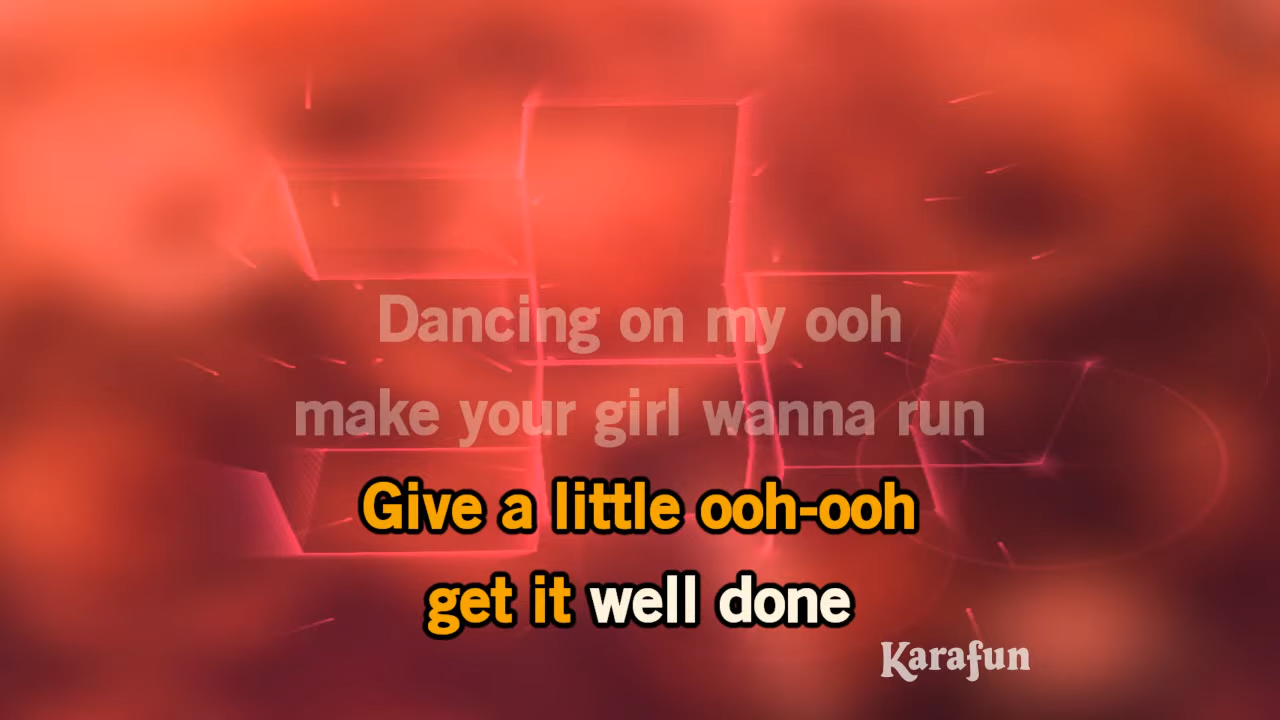 Dancing on my ooh
make your girl wanna run
Give a little ooh-ooh
get it well done
Karafun